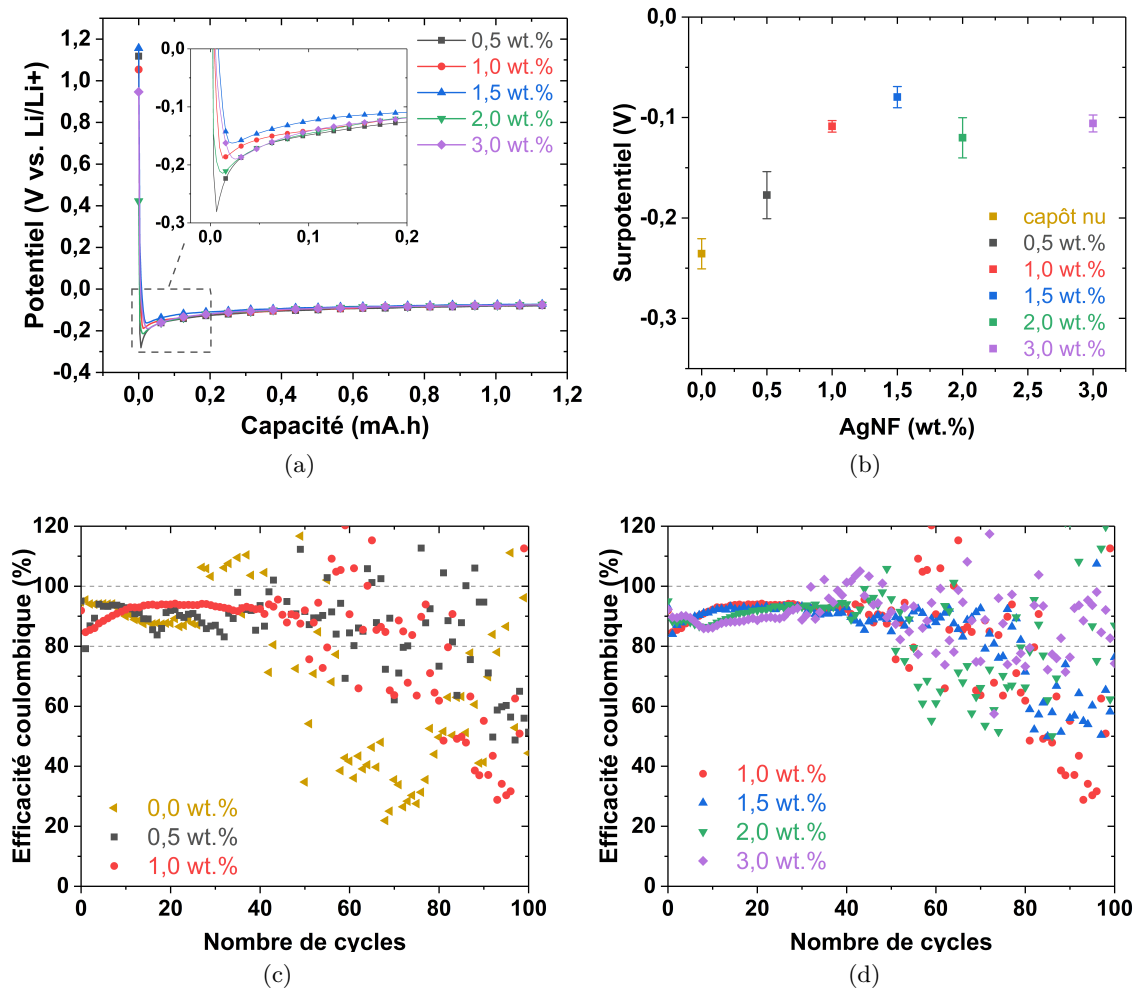 1,2
1,0
0,8
0,6
0,4
0,2
0,0
-0,2
-0,4
Potentiel (V vs. Li/Li+)
0,0
-0,1
-0,2
-0,3
0,0 0,1 0,2
0,5 wt.%
1,0 wt.%
1,5 wt.%
2,0 wt.%
3,0 wt.%
0,0 0,2 0,4 0,6 0,8 1,0 1,2
Capacité (mA.h)
(a)
0,0
-0,1
-0,2
-0,3
Surpotentiel (V)
capôt nu
0,5 wt.%
1,0 wt.%
1,5 wt.%
2,0 wt.%
3,0 wt.%
0,0 0,5 1,0 1,5 2,0 2,5 3,0
AgNF (wt.%)
(b)
120
100
80
60
40
20
0
Efficacité coulombique (%)
0,0 wt.%
0,5 wt.%
1,0 wt.%
0 20 40 60 80 100
Nombre de cycles
(c)
120
100
80
60
40
20
0
Efficacité coulombique (%)
1,0 wt.%
1,5 wt.%
2,0 wt.%
3,0 wt.%
0 20 40 60 80 100
Nombre de cycles
(d)